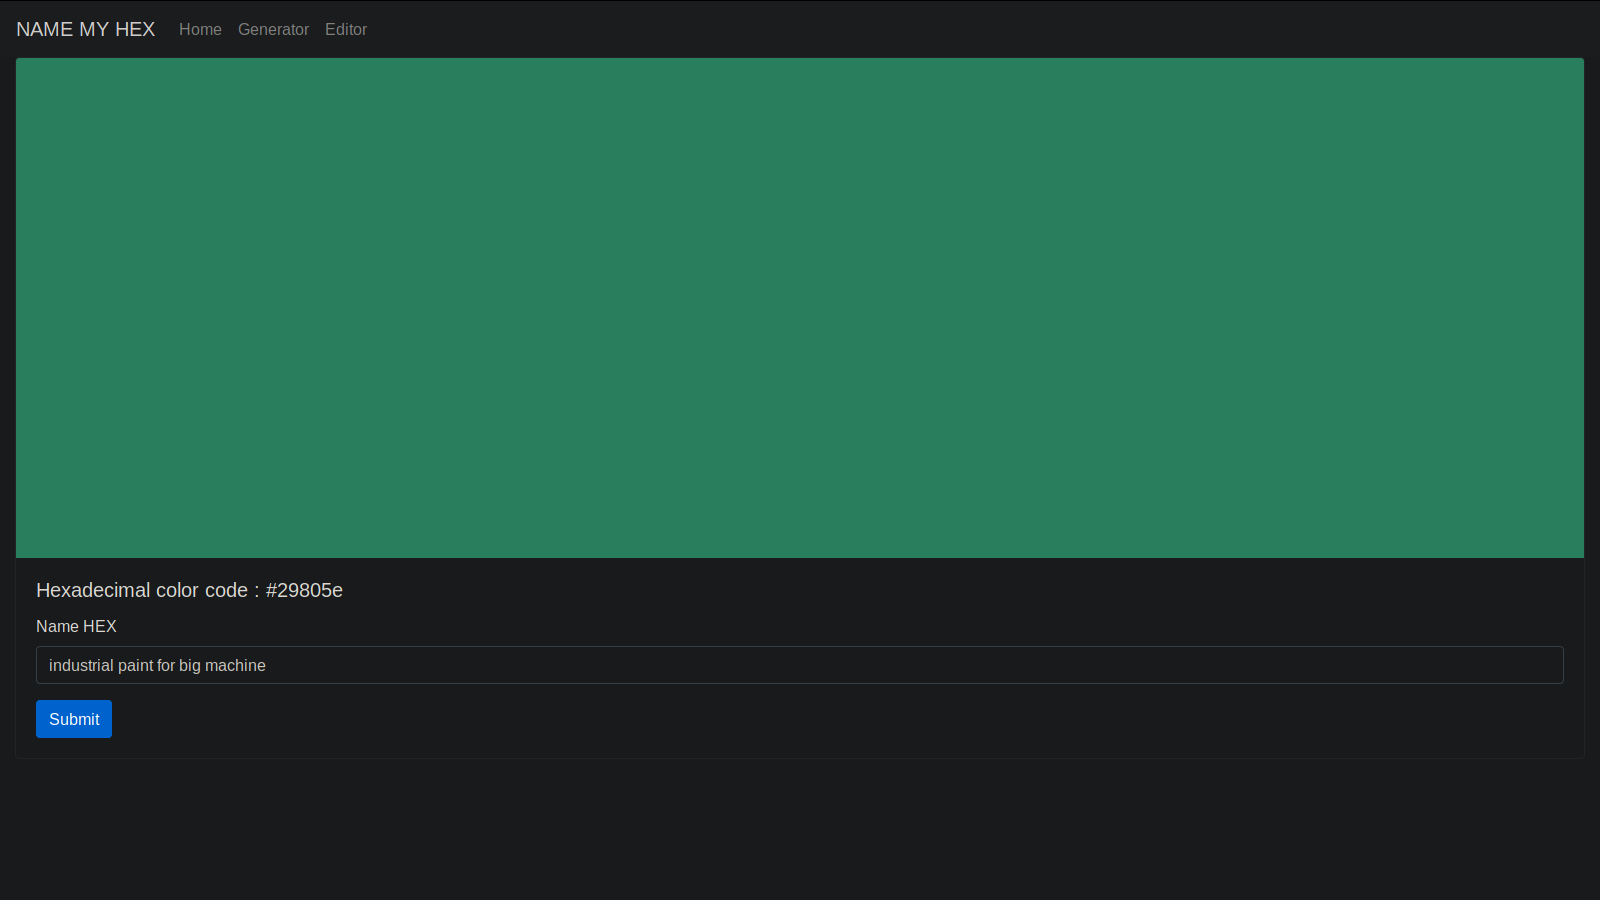 NAME MY HEX Home Generator Editor
Hexadecimal color code : #29805e
Name HEX
industrial paint for big machine
Submit